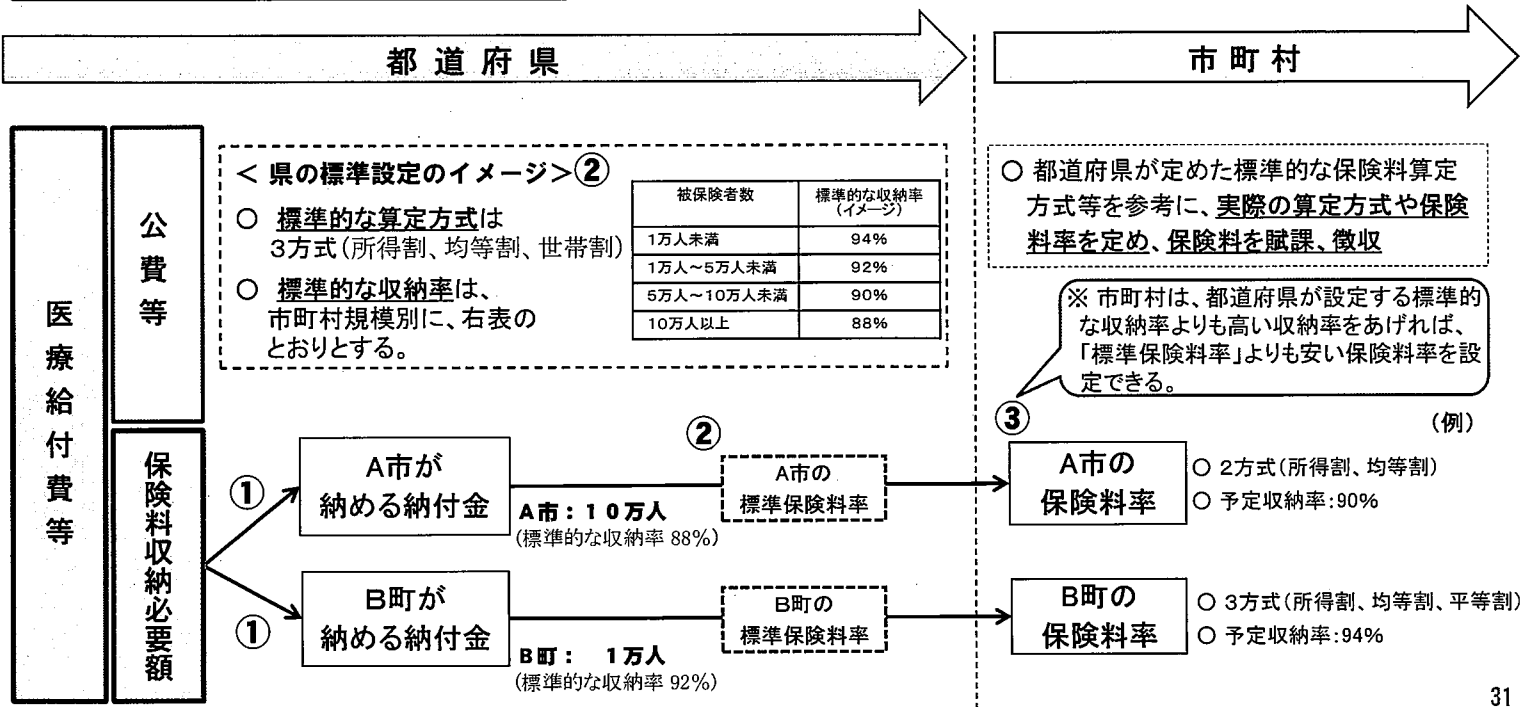 都道府県
市町村
医療給付費等
公費等
保険料収納必要額
< 県の標準設定のイメージ>②
○ 標準的な算定方式は
3方式(所得割、均等割、世帯割)
○ 標準的な収納率は、
市町村規模別に、右表の
とおりとする。
被保険者数 標準的な収納率
(イメージ)
1万人未満 94%
1万人〜5万人未満 92%
5万人〜10万人未満 90%
10万人以上 88%
○ 都道府県が定めた標準的な保険料算定
方式等を参考に、実際の算定方式や保険
料率を定め、保険料を賦課、徴収
※ 市町村は、都道府県が設定する標準的
な収納率よりも高い収納率をあげれば、
「標準保険料率」よりも安い保険料率を設
定できる。
(例)
①
A市が
納める納付金
A市:10万人
(標準的な収納率 88%)
②
A市の
標準保険料率
③
A市の
保険料率
○ 2方式(所得割、均等割)
○ 予定収納率:90%
①
B町が
納める納付金
B町: 1万人
(標準的な収納率 92%)
B町の
標準保険料率
B町の
保険料率
○ 3方式(所得割、均等割、平等割)
○ 予定収納率:94%
31